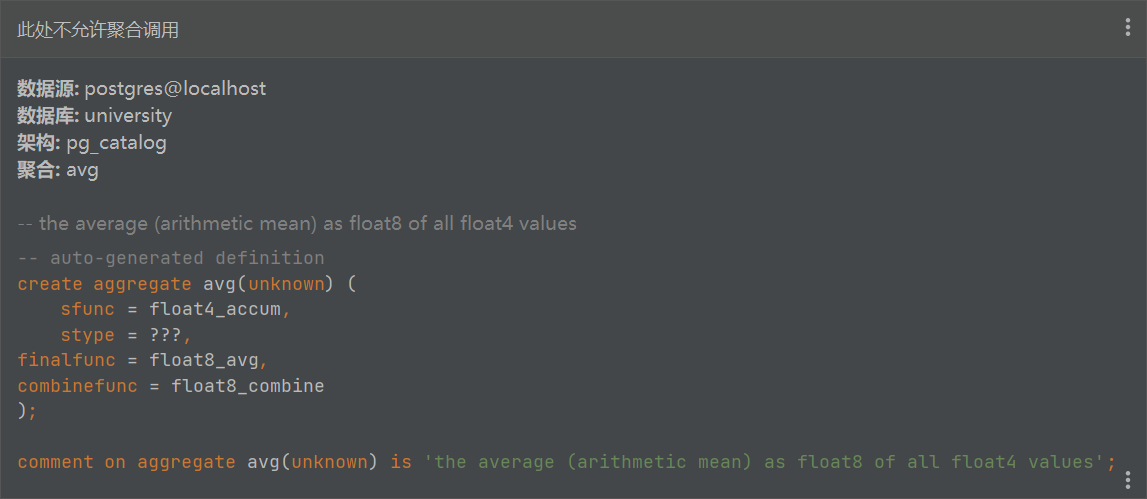 此处不允许聚合调用
数据源: postgres@localhost
数据库: university
架构: pg_catalog
聚合: avg
-- the average (arithmetic mean) as float8 of all float4 values
-- auto-generated definition
create aggregate avg(unknown) (
    sfunc = float4_accum,
    stype = ???,
finalfunc = float8_avg,
combinefunc = float8_combine
);
comment on aggregate avg(unknown) is 'the average (arithmetic mean) as float8 of all float4 values';